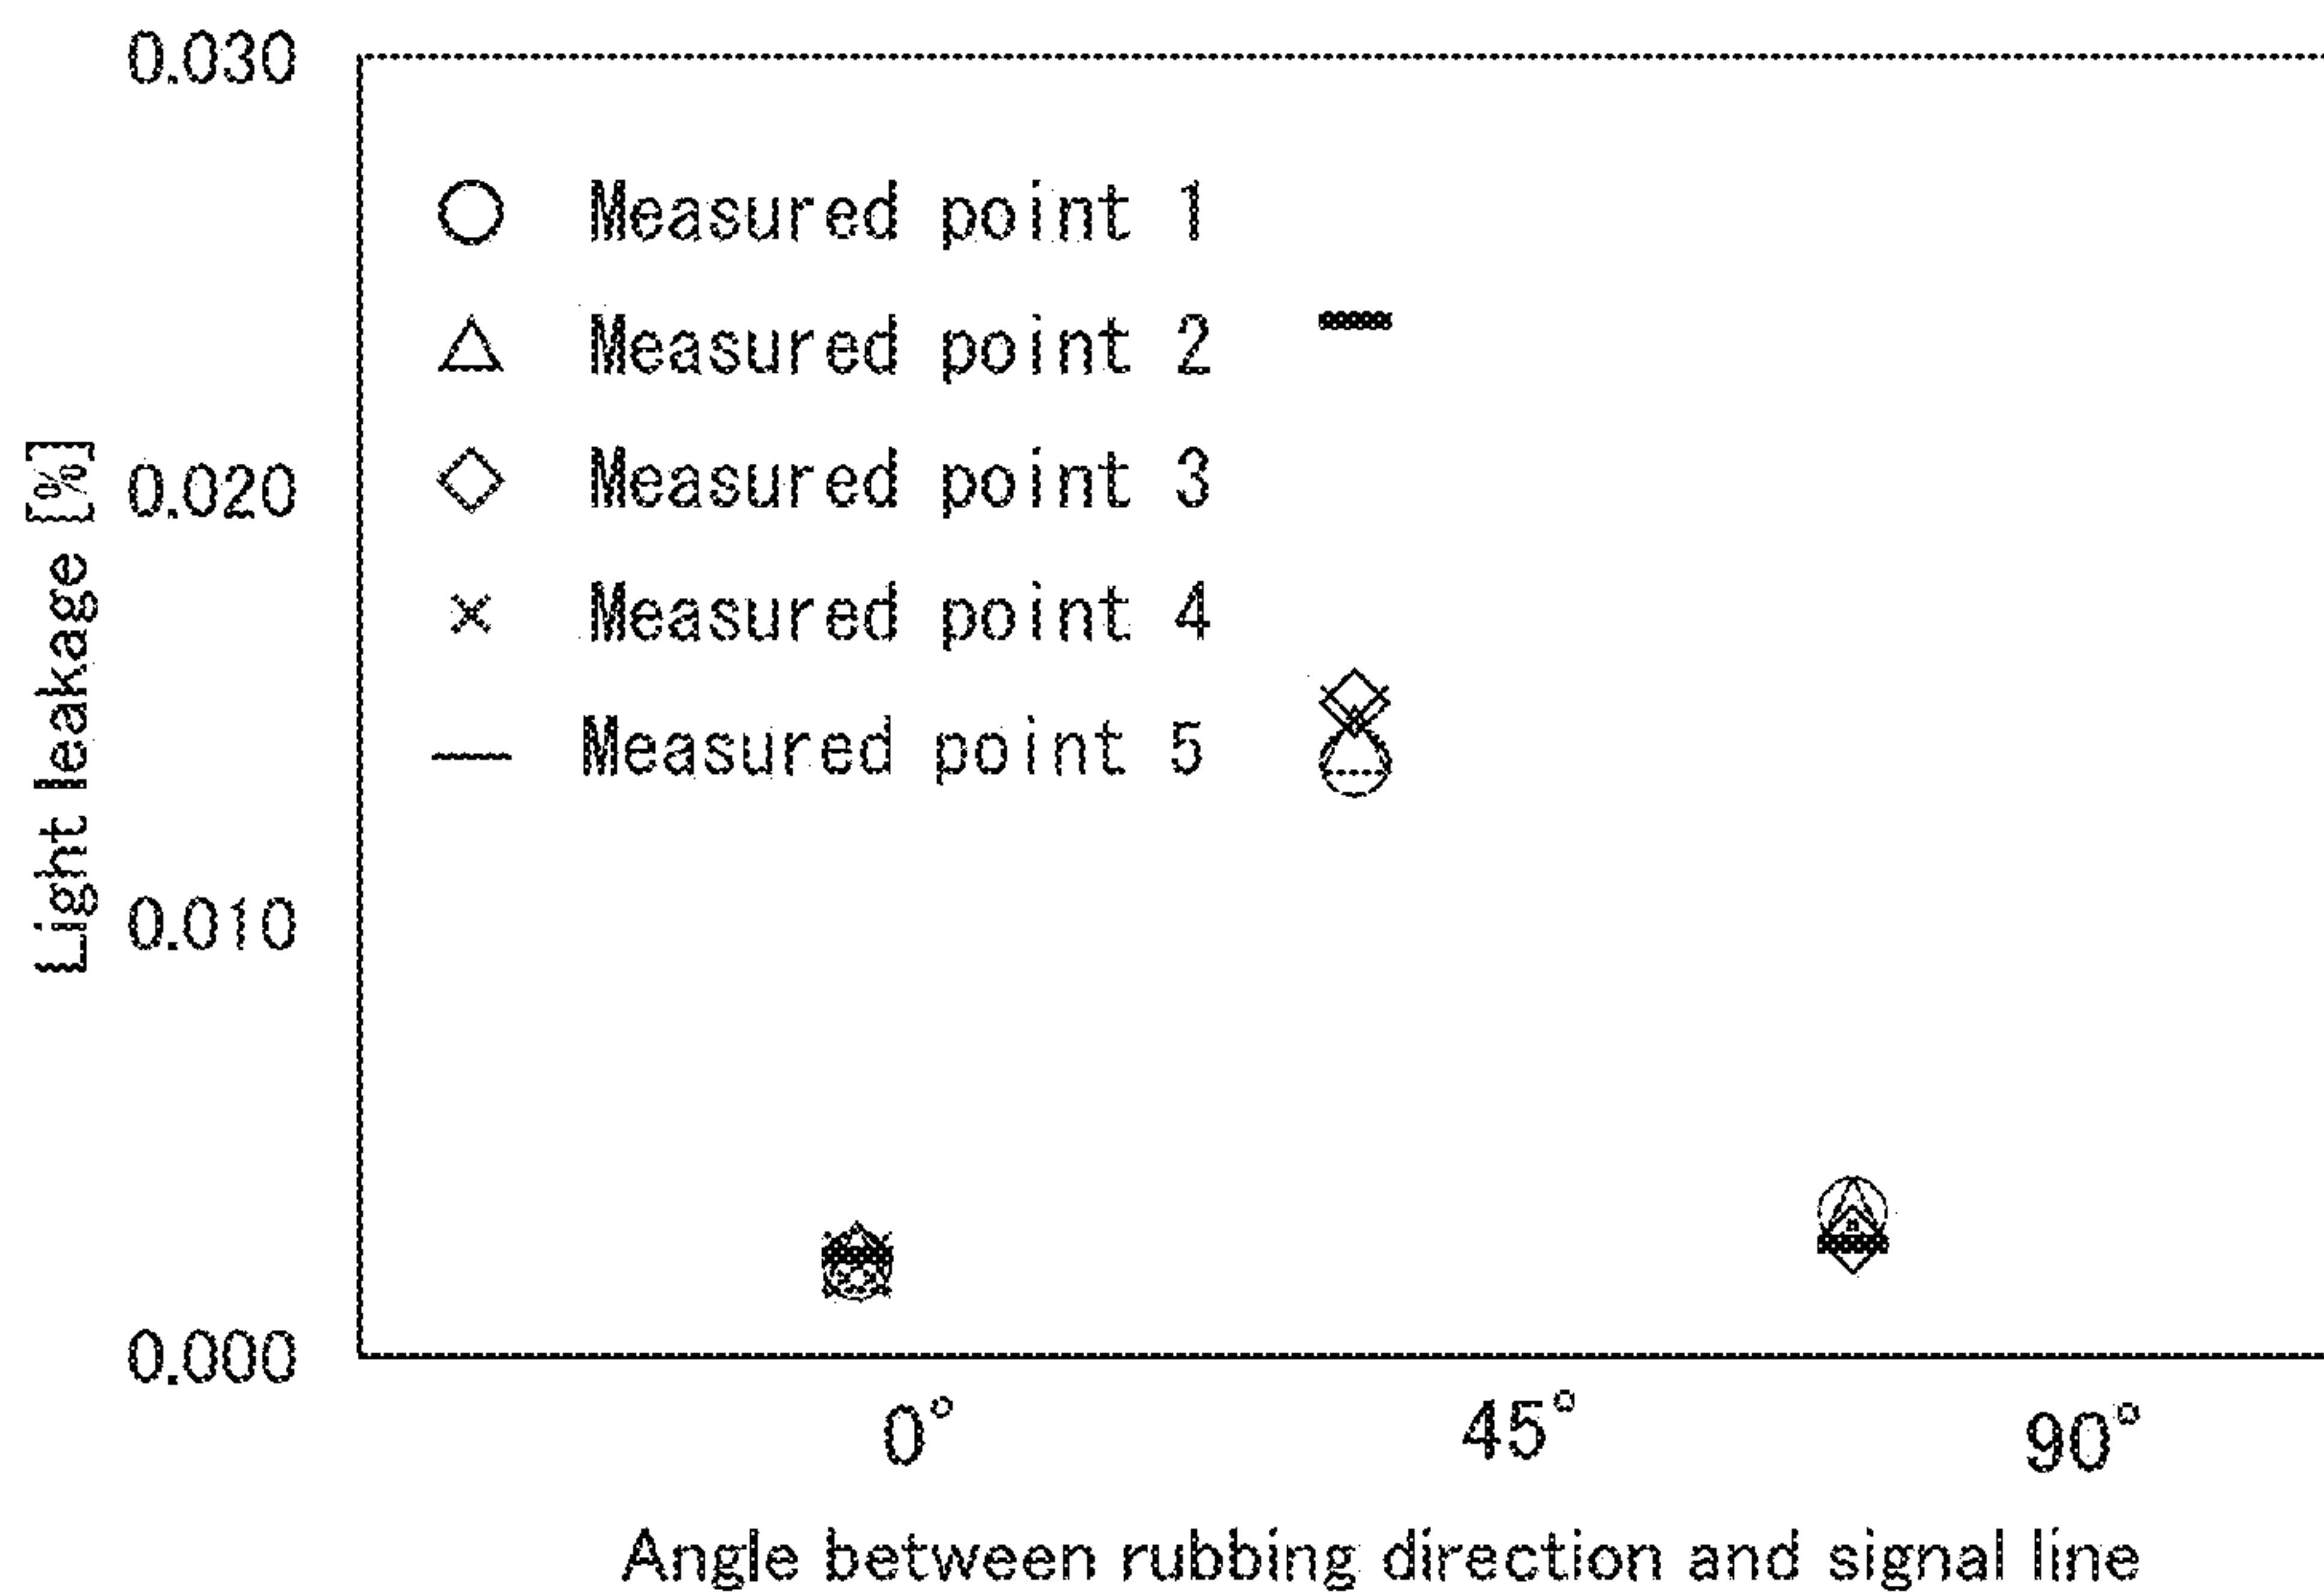 0.030
0.020
0.010
0.000
Light leakage [%]
Measured point 1
Measured point 2
Measured point 3
Measured point 4
Measured point 5
0° 45° 90°
Angle between rubbing direction and signal line